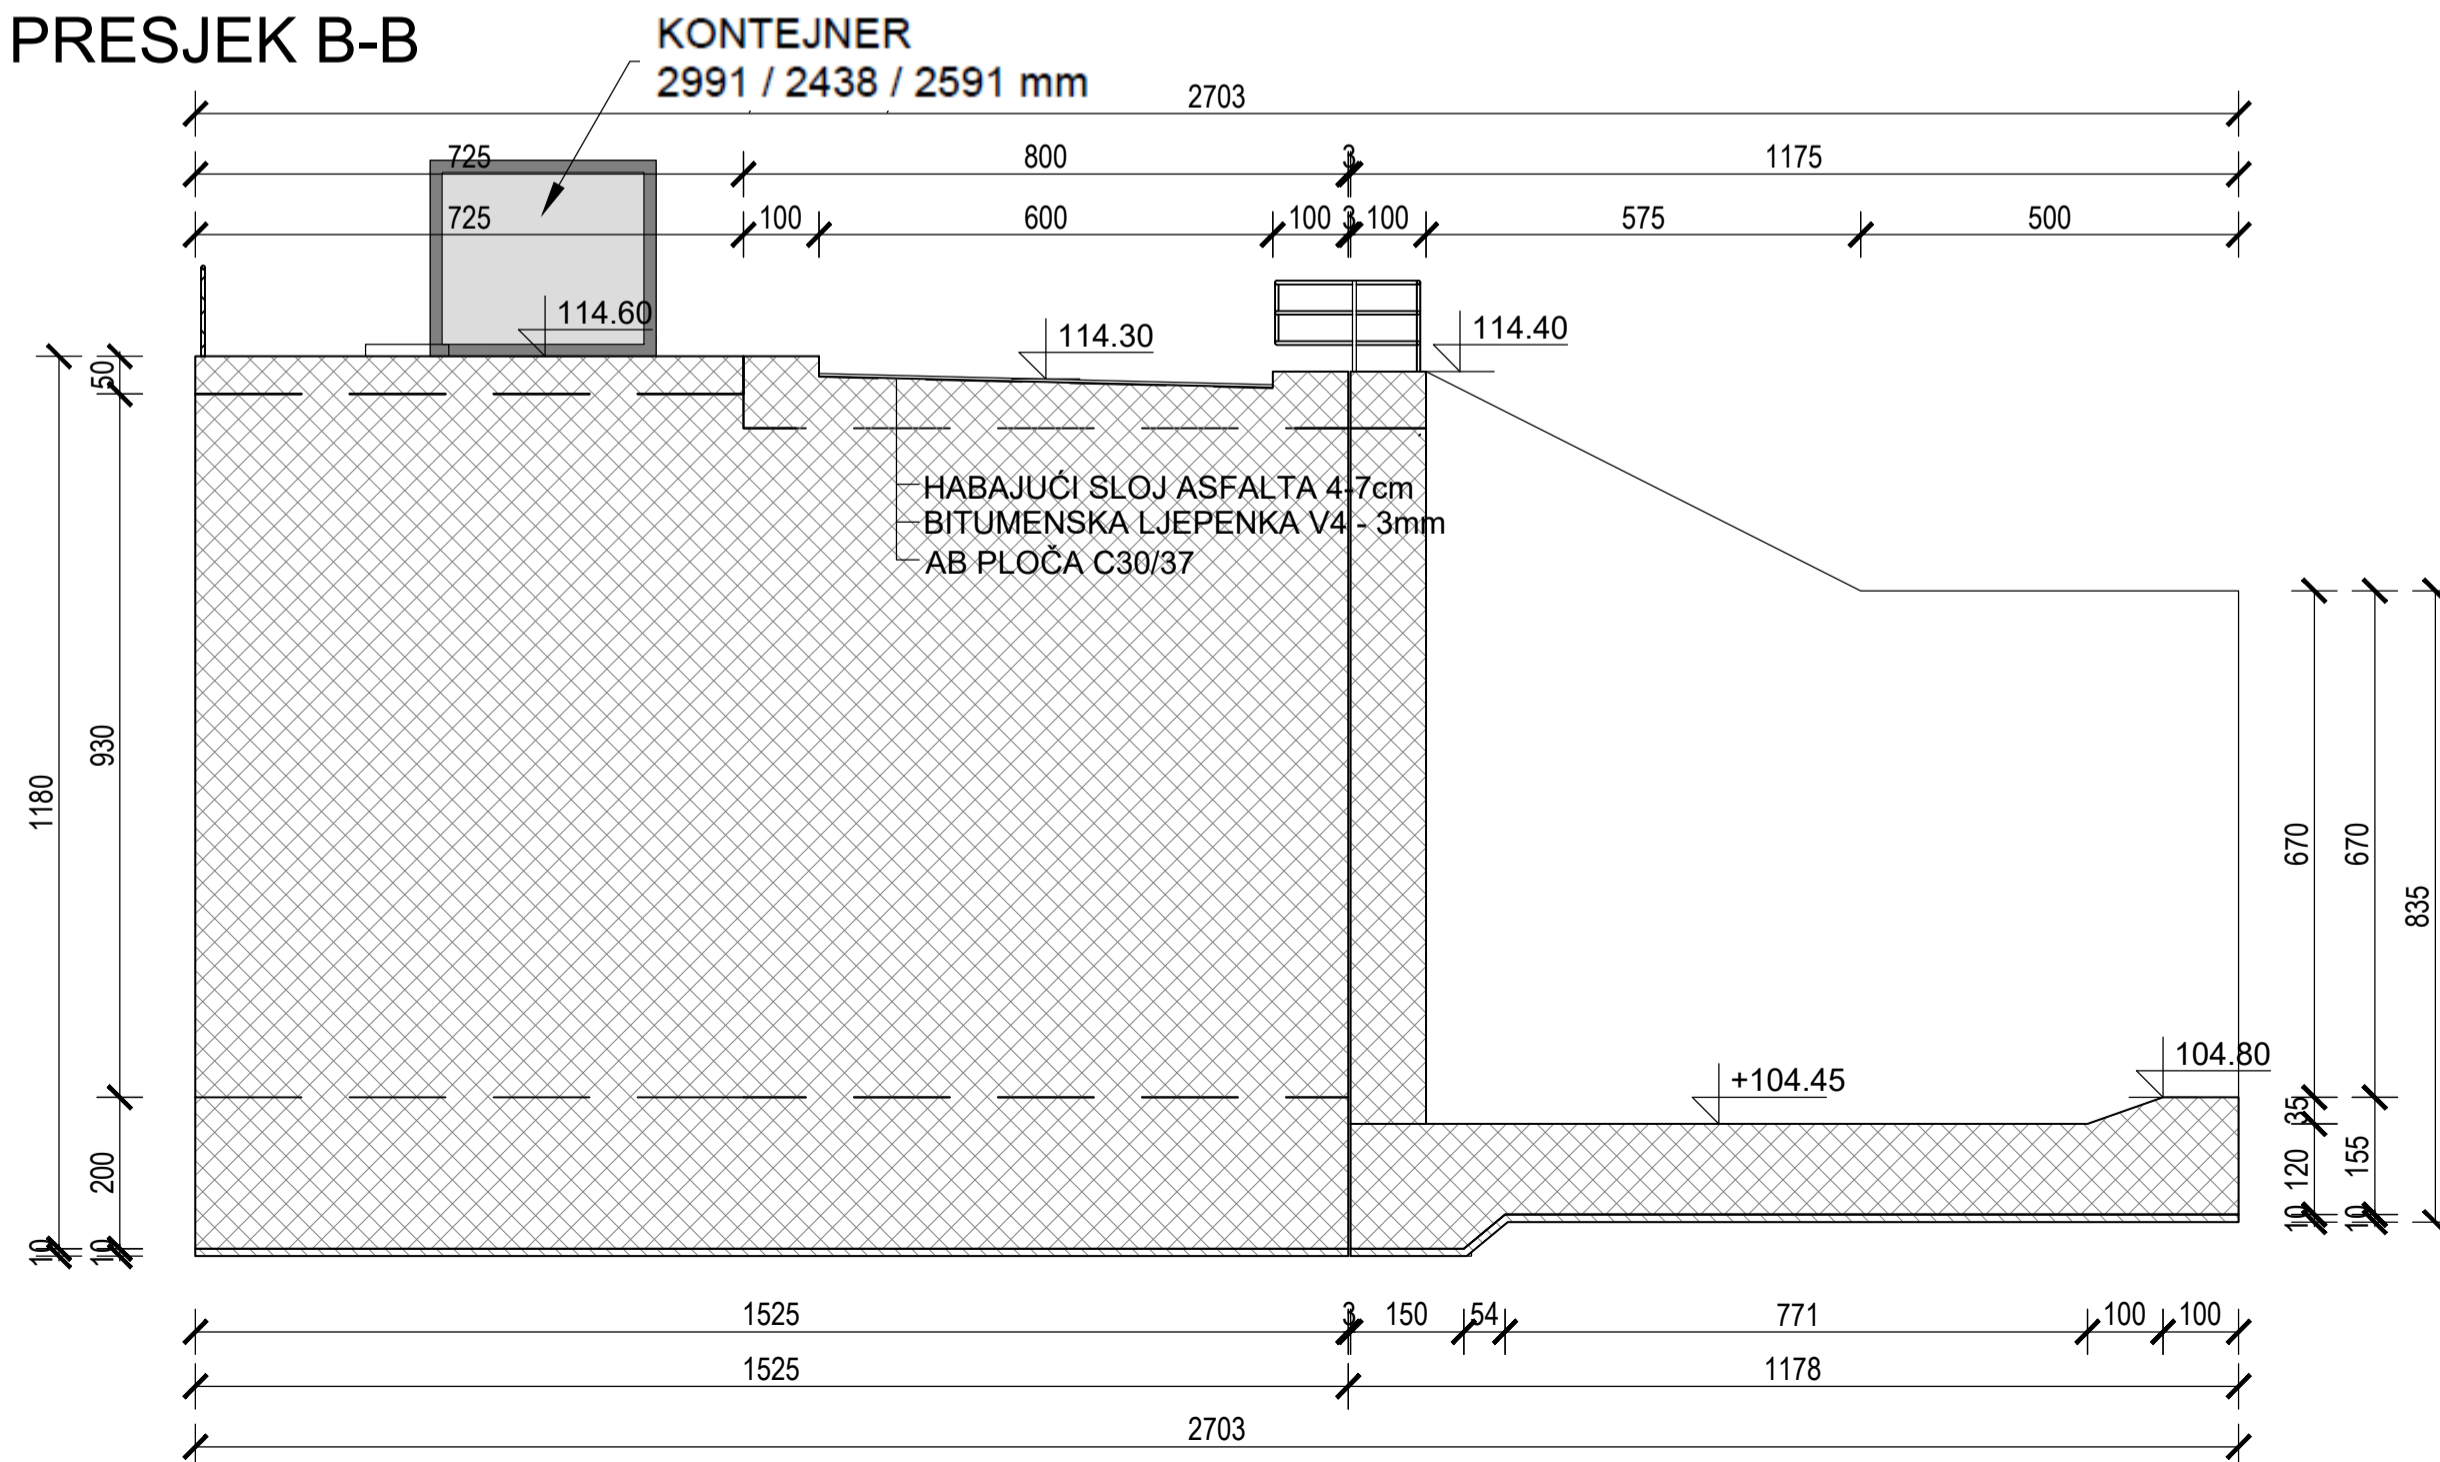 PRESJEK B-B
KONTEJNER
2991 / 2438 / 2591 mm
2703
725 800 3 1175
725 100 600 100 3 100 575 500
114.60
114.30
114.40
50
930
1180
200
10
10
HABAJUĆI SLOJ ASFALTA 4-7cm
BITUMENSKA LJEPENKA V4 - 3mm
AB PLOČA C30/37
670
670
835
+104.45
104.80
35
120
155
10
10
1525 3 150 54 771 100 100
1525 1178
2703